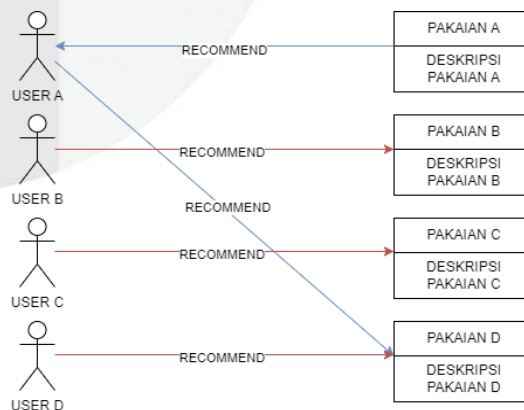 PAKAIAN A
RECOMMEND
DESKRIPSI
PAKAIAN A
USER A
PAKAIAN B
RECOMMEND
DESKRIPSI
PAKAIAN B
USER B
RECOMMEND
PAKAIAN C
RECOMMEND
DESKRIPSI
PAKAIAN C
USER C
PAKAIAN D
RECOMMEND
DESKRIPSI
PAKAIAN D
USER D